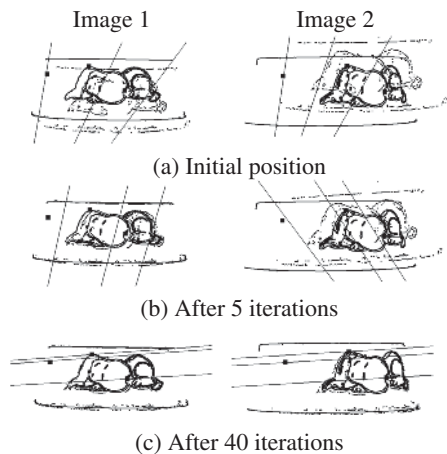 Image 1 Image 2
(a) Initial position
(b) After 5 iterations
(c) After 40 iterations